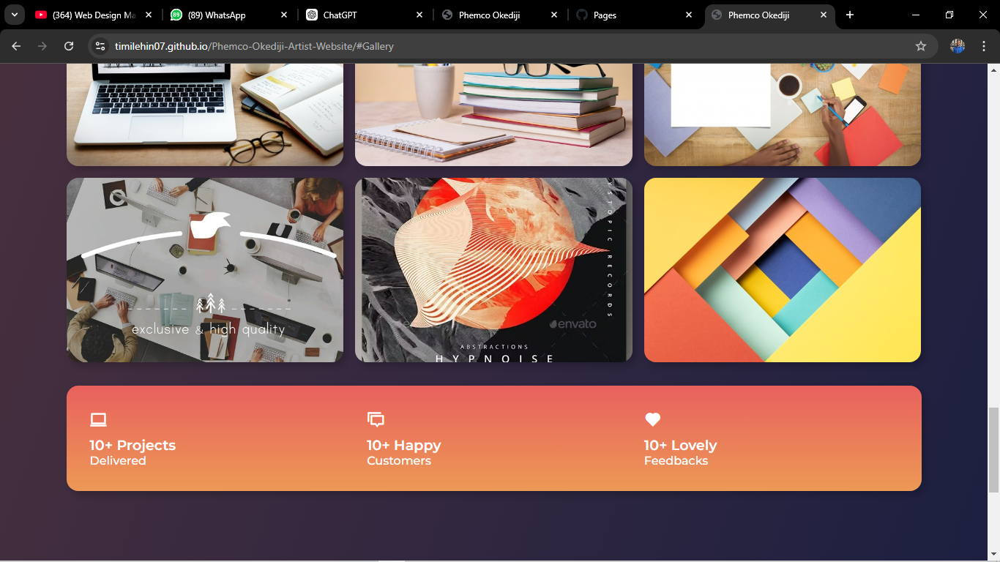 (364) Web Design Ma
(89) WhatsApp
ChatGPT
Phemco Okediji
Pages
Phemco Okediji
timilehin07.github.io/Phemco-Okediji-Artist-Website/#Gallery
exclusive & high quality
STOPIC RECORDS
envato
ABSTRACTIONS
HYPNOISE
10+ Projects
Delivered
10+ Happy
Customers
10+ Lovely
Feedbacks